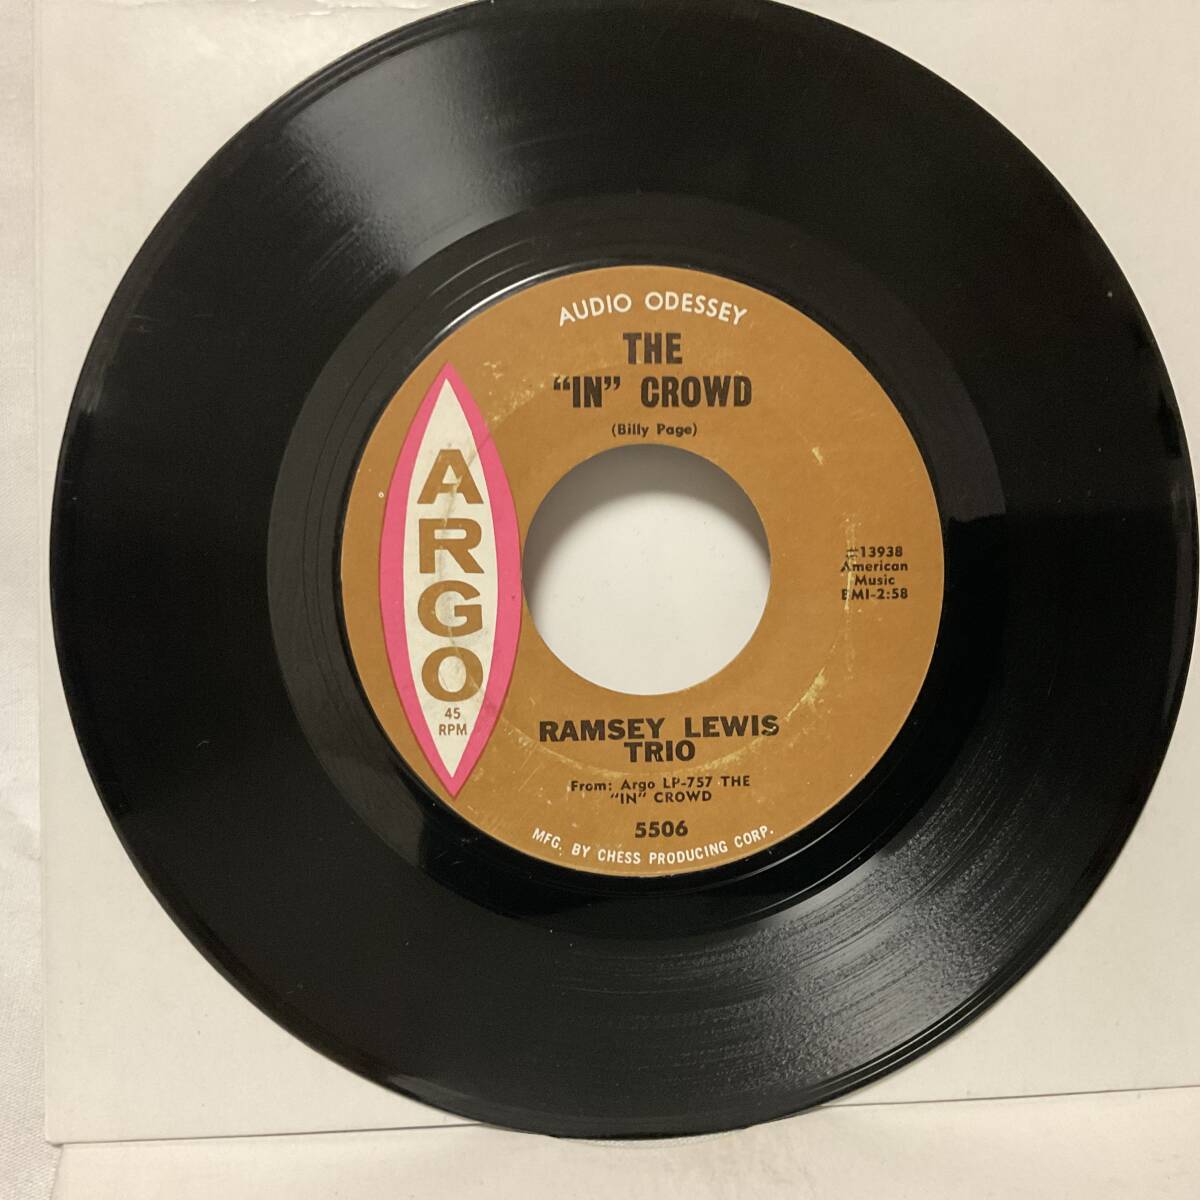 AUDIO ODESSEY
THE
"IN" CROWD
(Billy Page)
ARGO
45
RPM
#13938
American
Music
BMI-2:58
RAMSEY LEWIS
TRIO
From: Argo LP-757 THE
"IN" CROWD
5506
MFG. BY CHESS PRODUCING CORP.